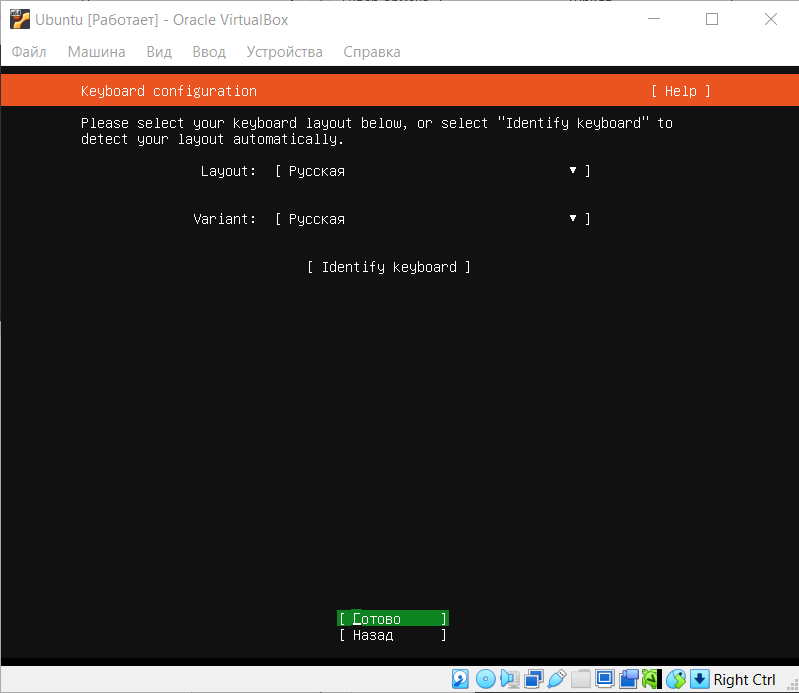 Ubuntu [Работает] - Oracle VirtualBox
Файл Машина Вид Ввод Устройства Справка
Keyboard configuration [ Help ]
Please select your keyboard layout below, or select "Identify keyboard" to
detect your layout automatically.
Layout: [ Русская ▾ ]
Variant: [ Русская ▾ ]
[ Identify keyboard ]
[ Готово ]
[ Назад ]
Right Ctrl